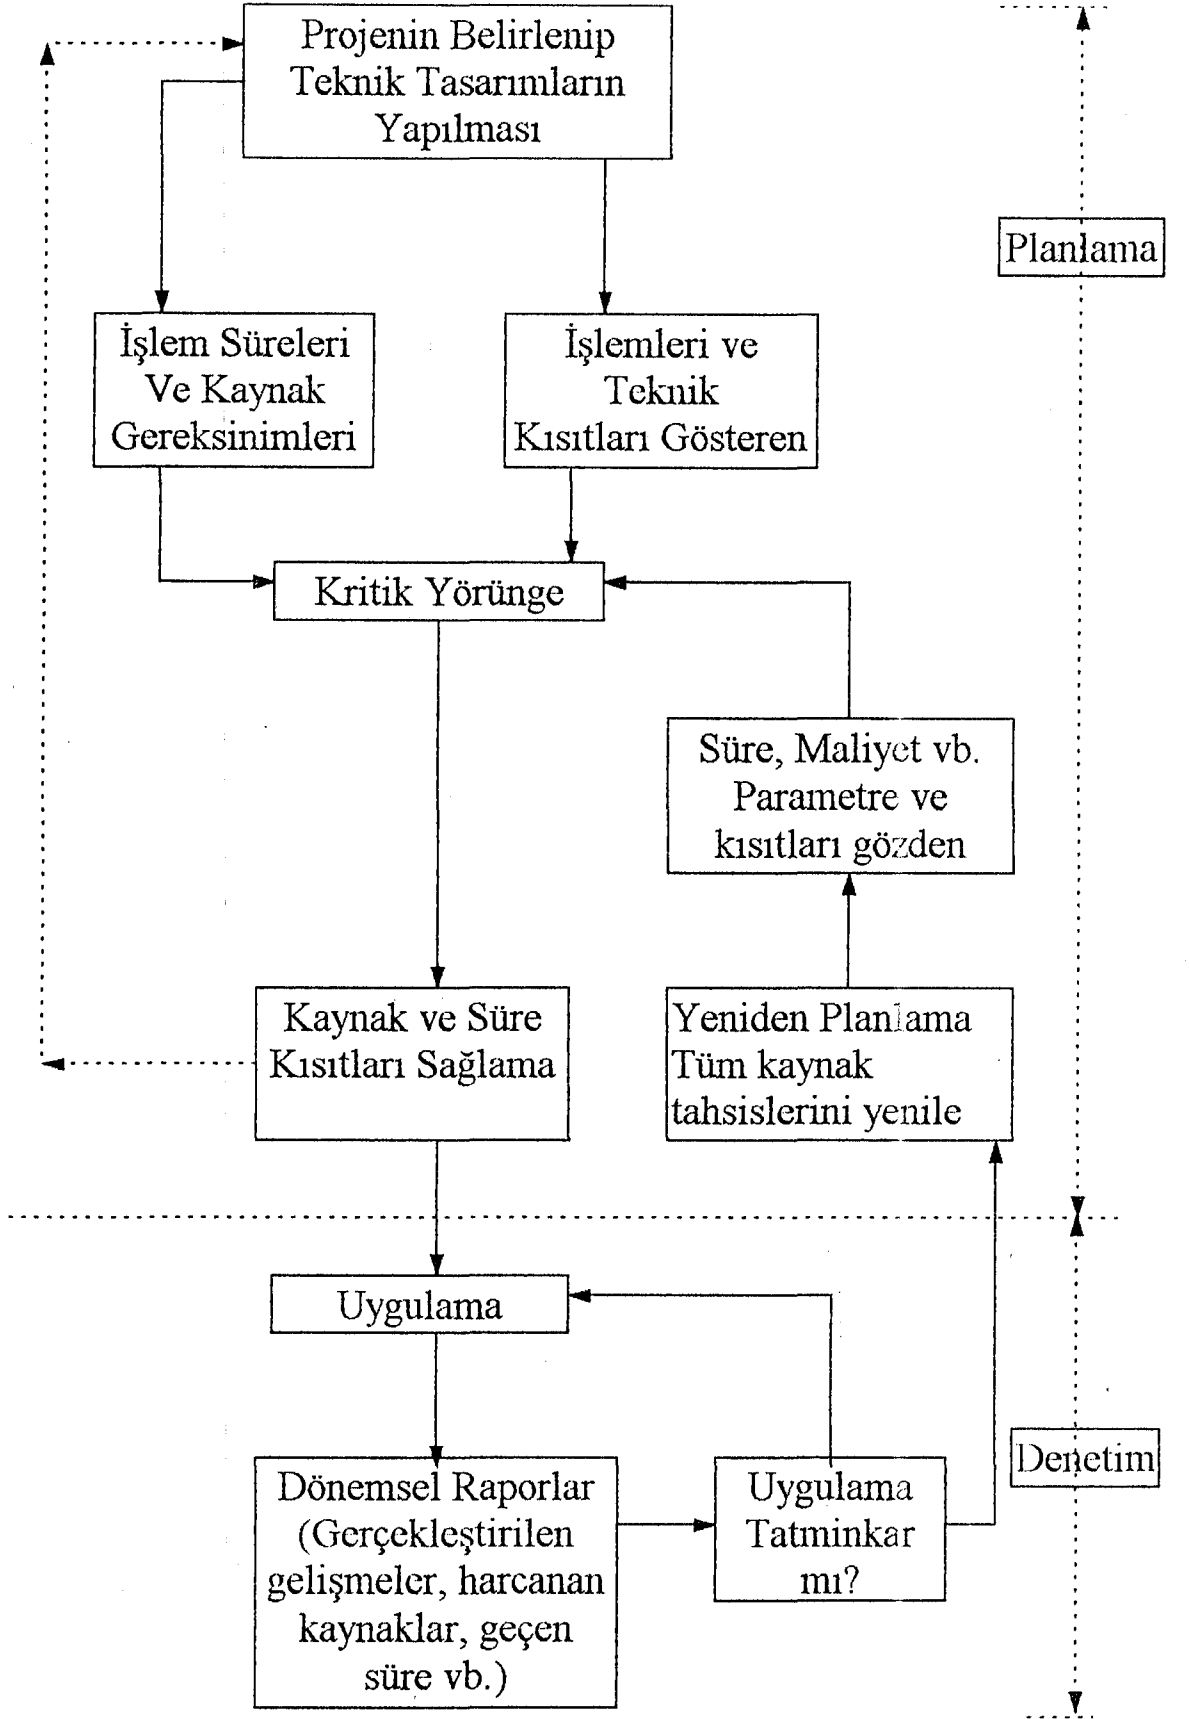 Projenin Belirlenip
Teknik Tasarımların
Yapılması
Planlama
İşlem Süreleri
Ve Kaynak
Gereksinimleri
İşlemleri ve
Teknik
Kısıtları Gösteren
Kritik Yörünge
Süre, Maliyet vb.
Parametre ve
kısıtları gözden
Kaynak ve Süre
Kısıtları Sağlama
Yeniden Planlama
Tüm kaynak
tahsislerini yenile
Uygulama
Denetim
Dönemsel Raporlar
(Gerçekleştirilen
gelişmeler, harcanan
kaynaklar, geçen
süre vb.)
Uygulama
Tatminkar
mı?